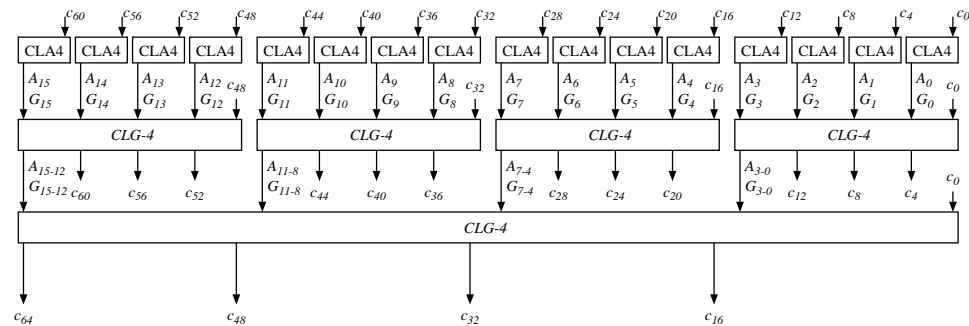 c60 c56 c52 c48 c44 c40 c36 c32 c28 c24 c20 c16 c12 c8 c4 c0
CLA4 CLA4 CLA4 CLA4 CLA4 CLA4 CLA4 CLA4 CLA4 CLA4 CLA4 CLA4 CLA4 CLA4 CLA4 CLA4
A15 A14 A13 A12 c48 A11 A10 A9 A8 c32 A7 A6 A5 A4 c16 A3 A2 A1 A0 c0
G15 G14 G13 G12 G11 G10 G9 G8 G7 G6 G5 G4 G3 G2 G1 G0
CLG-4 CLG-4 CLG-4 CLG-4
A15-12 A11-8 A7-4 A3-0
G15-12 c60 c56 c52 G11-8 c44 c40 c36 G7-4 c28 c24 c20 G3-0 c12 c8 c4 c0
CLG-4
c64 c48 c32 c16